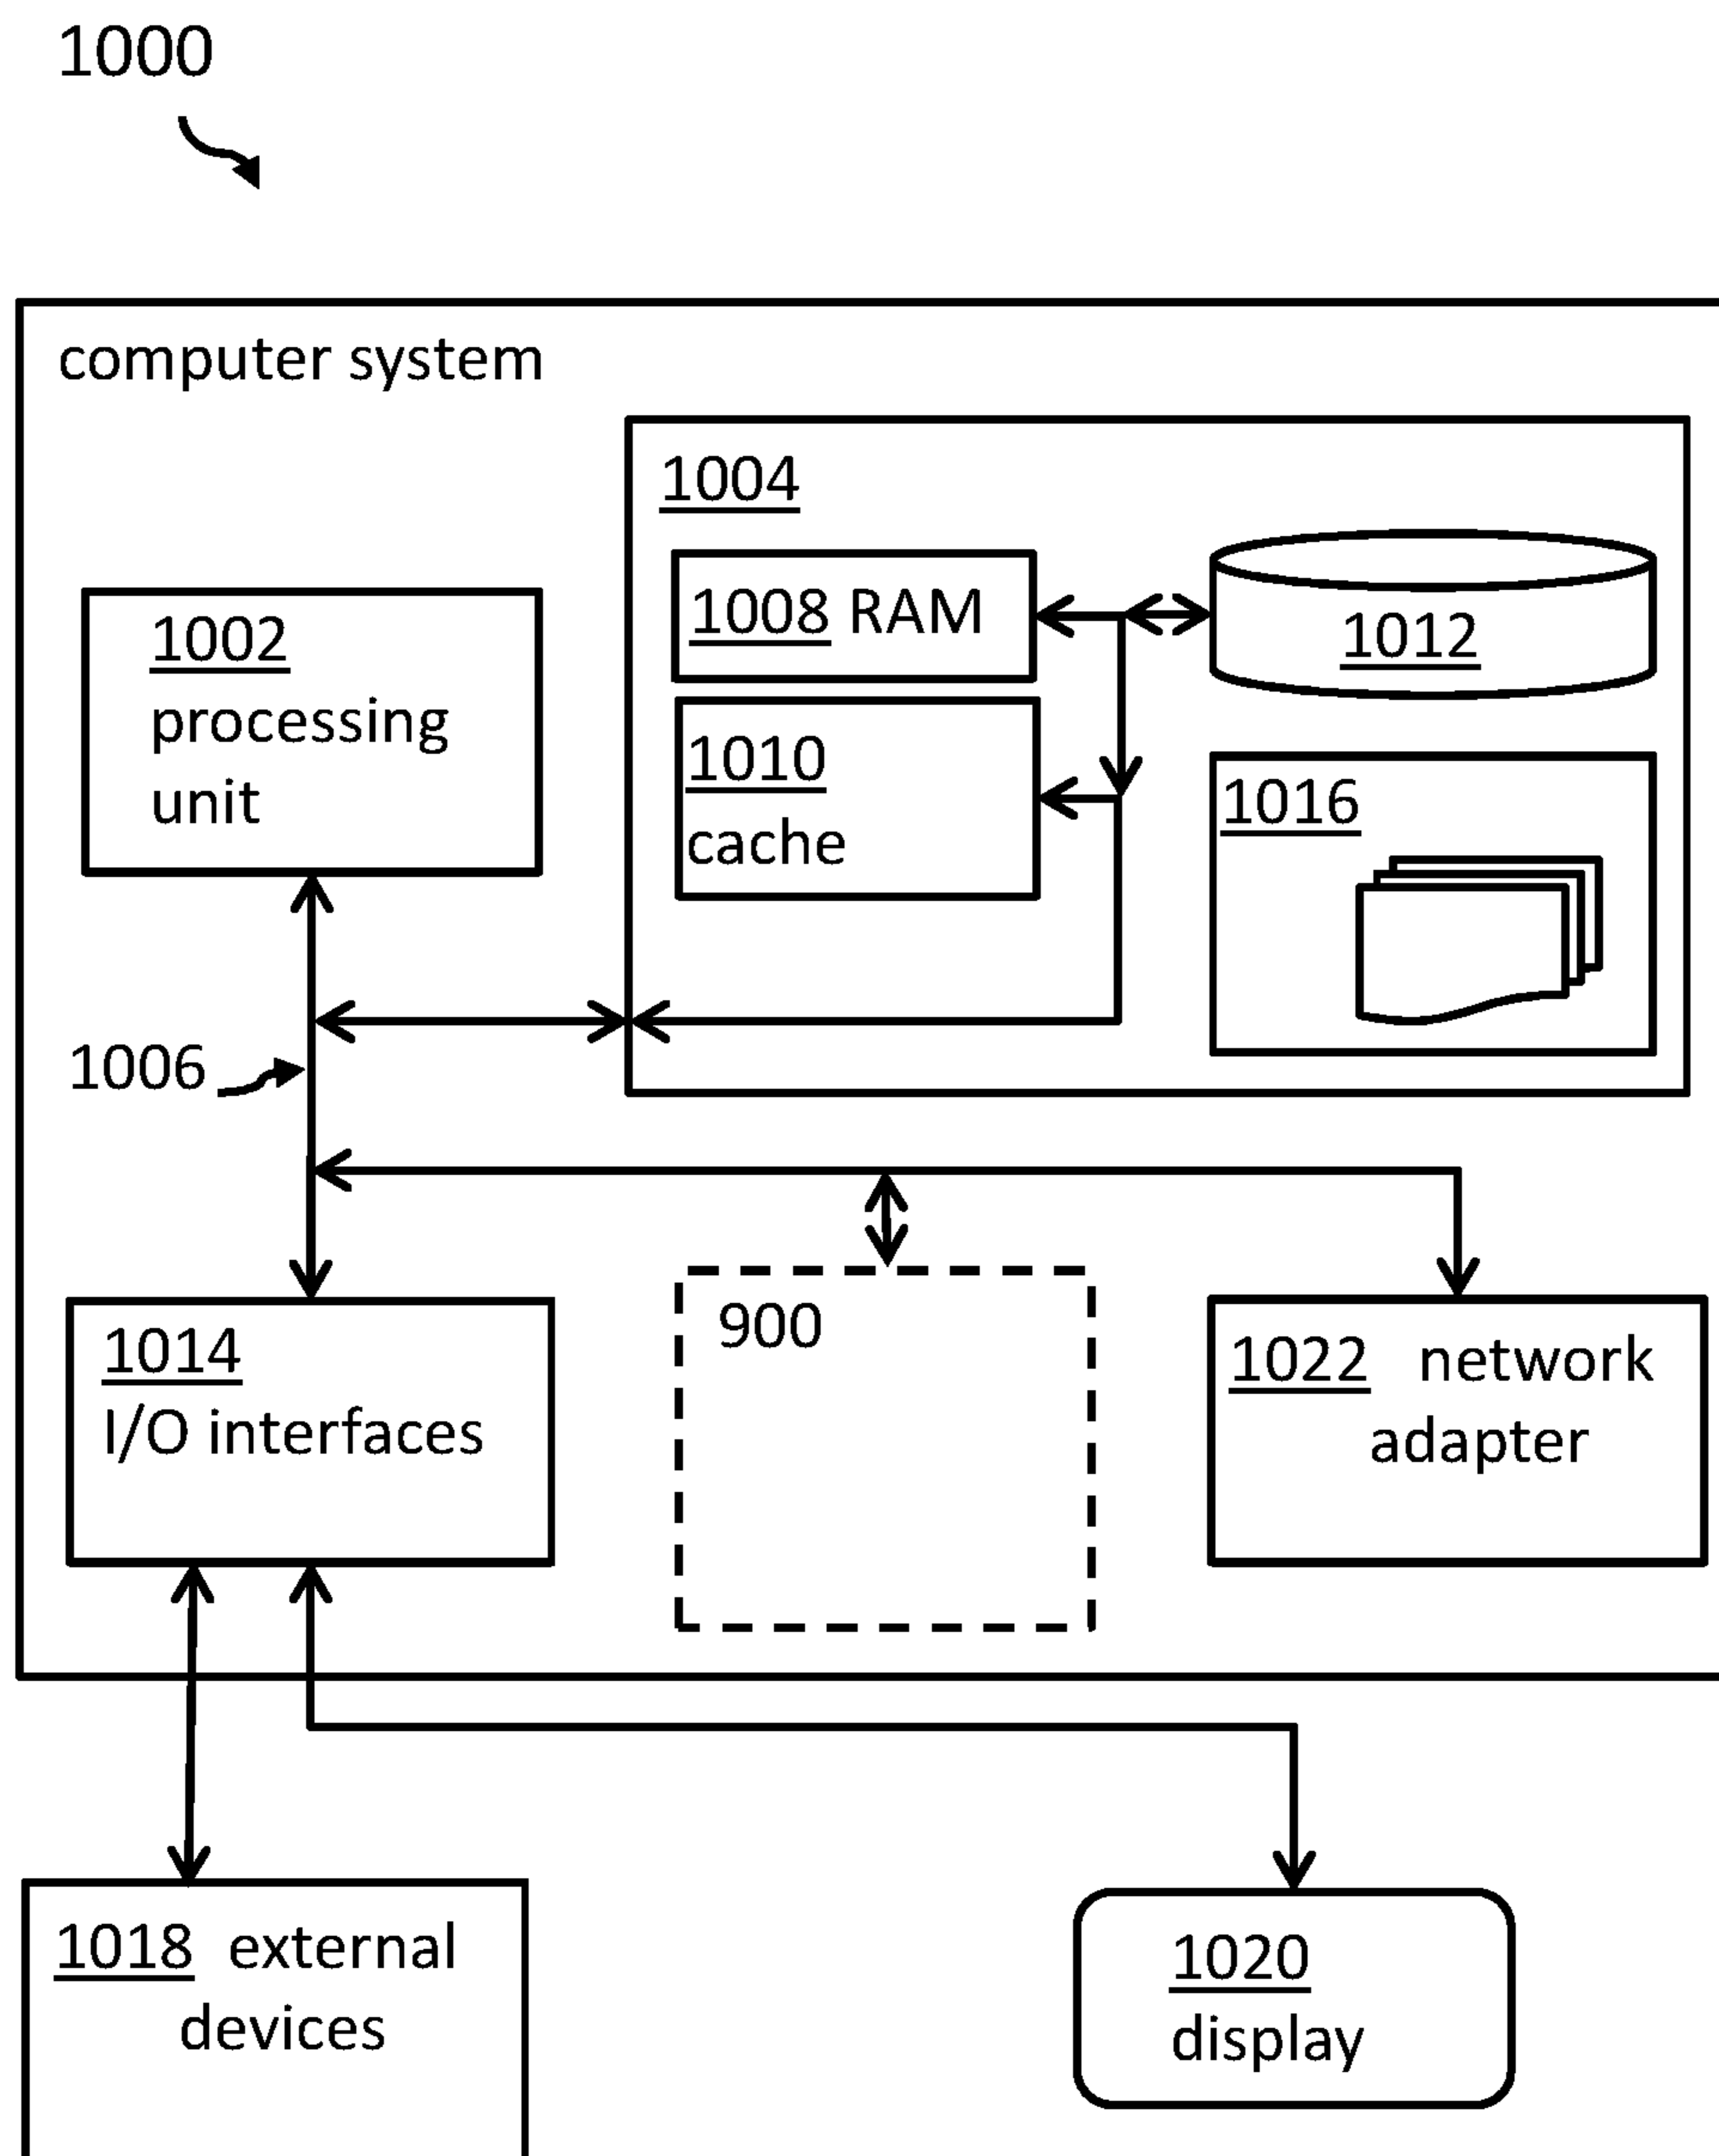 1000
computer system
1004
1002
processing
unit
1008 RAM
1012
1010
cache
1016
1006
1014
I/O interfaces
900
1022 network
adapter
1018 external
devices
1020
display